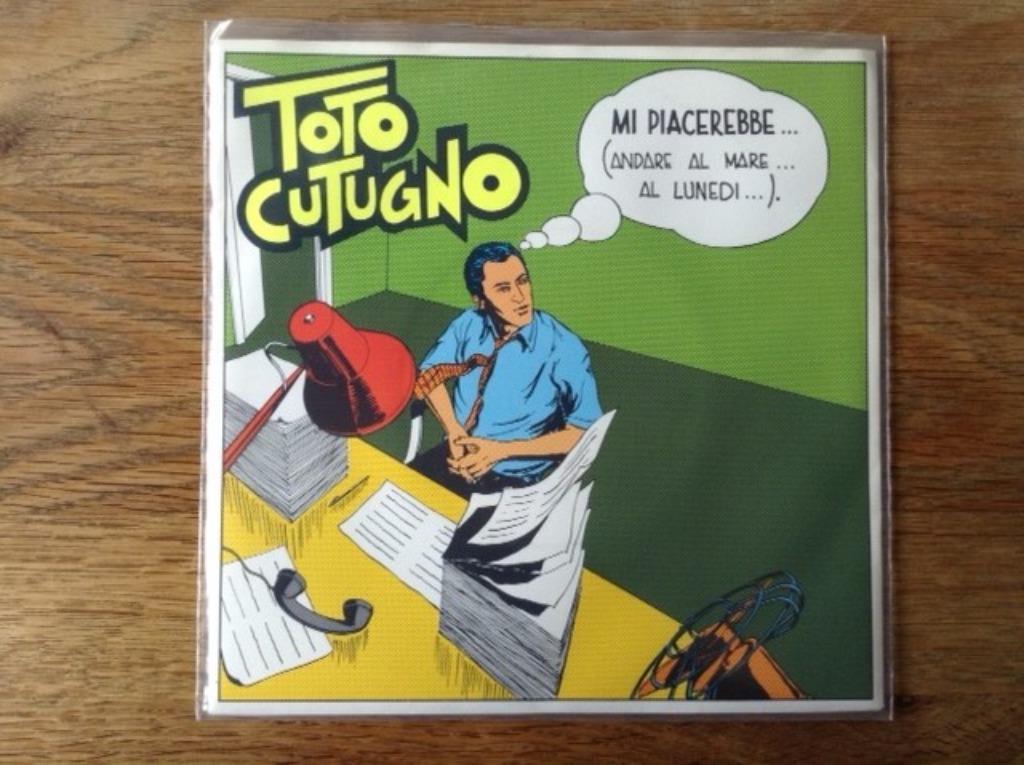 TOTO
CUTUGNO
MI PIACEREBBE...
(ANDARE AL MARE...
AL LUNEDI...).